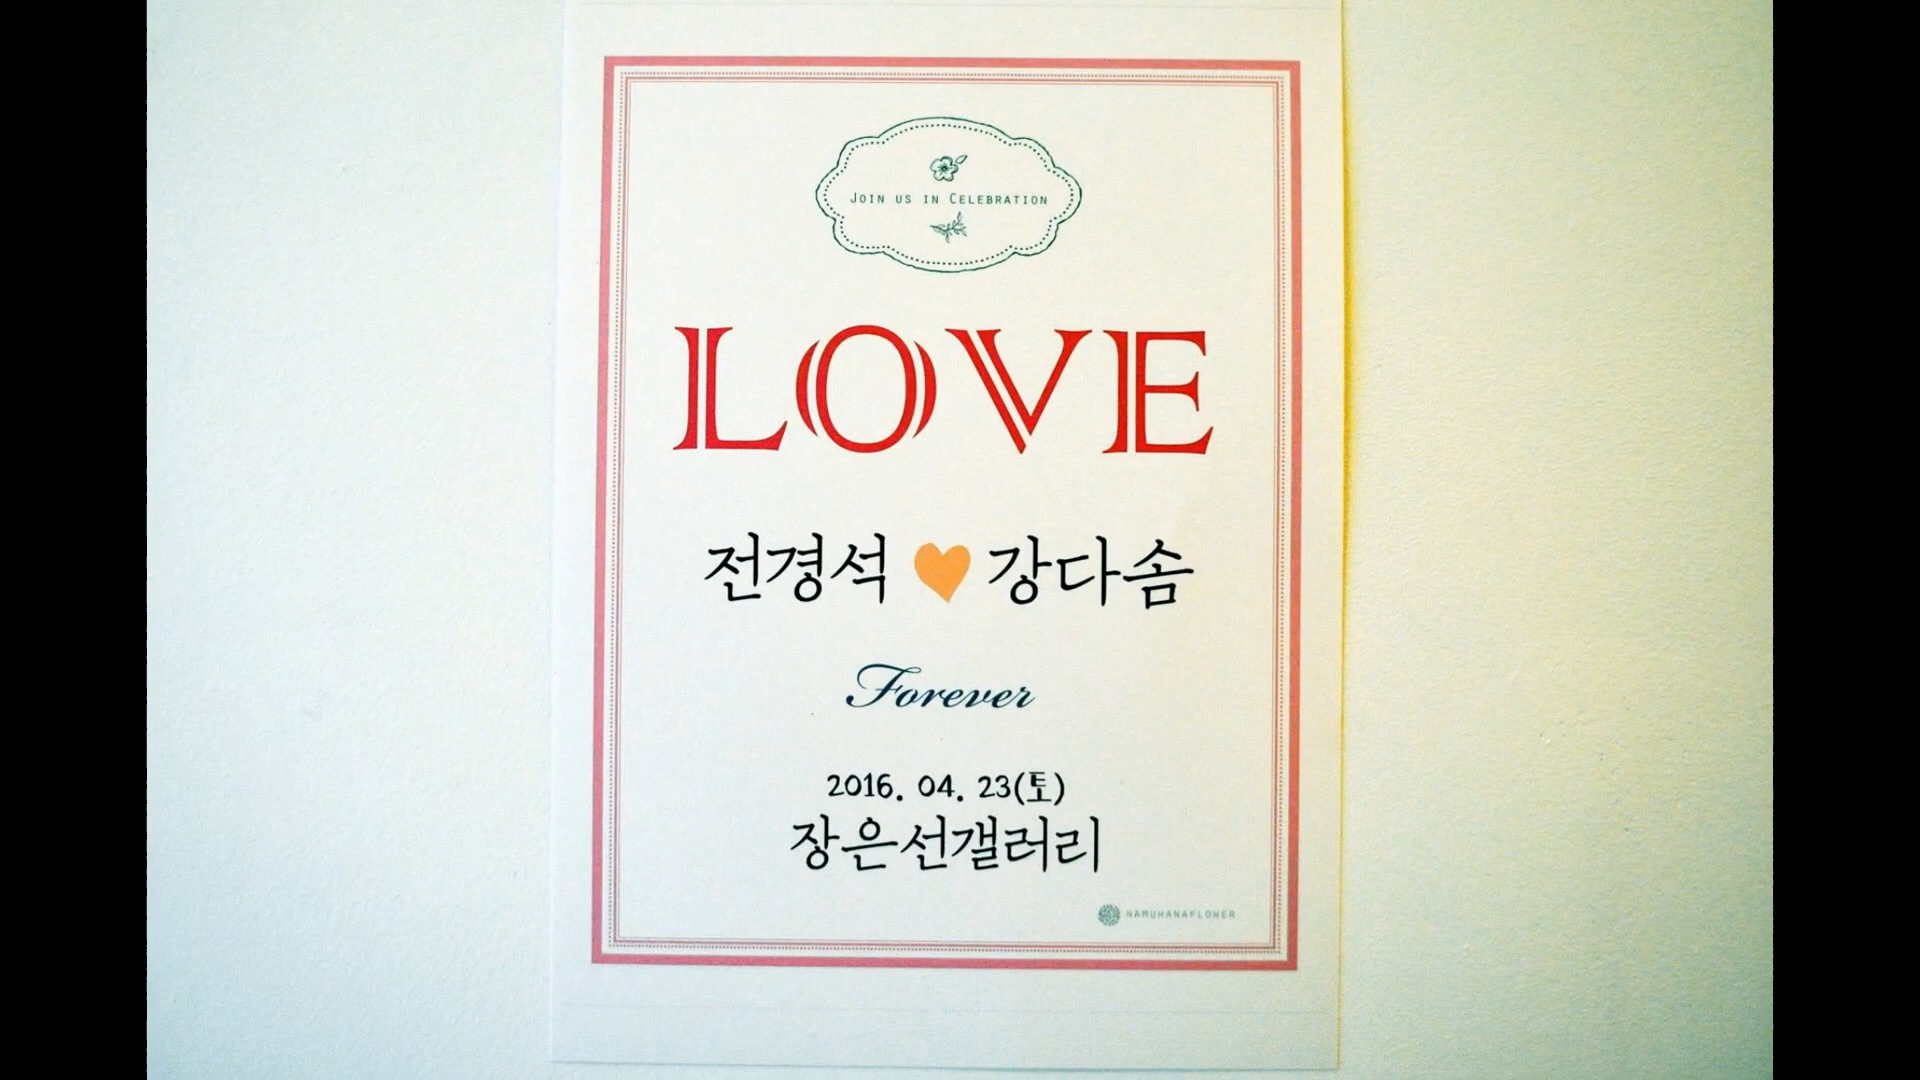 JOIN US IN CELEBRATION
LOVE
전경석 ♥ 강다솜
Forever
2016. 04. 23(토)
장은선갤러리
NAMUHANAFLOWER